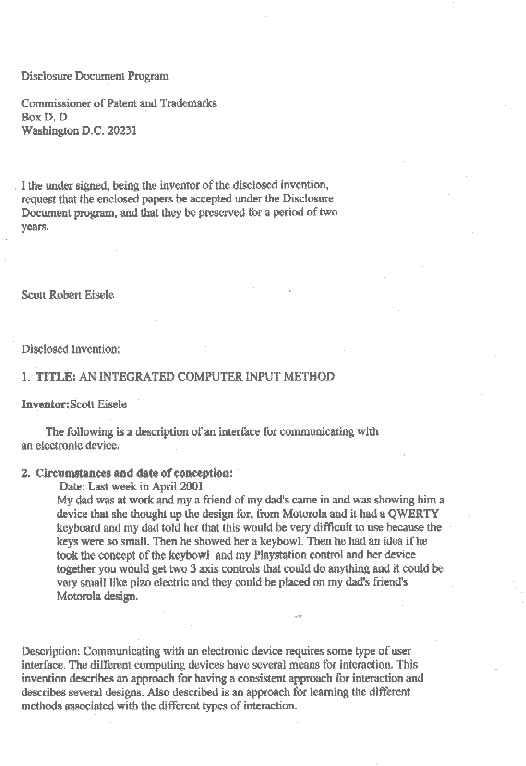 Disclosure Document Program
Commissioner of Patent and Trademarks
Box D, D
Washington D.C. 20231
I the under signed, being the inventor of the disclosed invention,
request that the enclosed papers be accepted under the Disclosure
Document program, and that they be preserved for a period of two
years.
Scott Robert Eisele
Disclosed Invention:
1. TITLE: AN INTEGRATED COMPUTER INPUT METHOD
Inventor:Scott Eisele
The following is a description of an interface for communicating with
an electronic device.
2. Circumstances and date of conception:
Date: Last week in April 2001
My dad was at work and my a friend of my dad's came in and was showing him a
device that she thought up the design for, from Motorola and it had a QWERTY
keyboard and my dad told her that this would be very difficult to use because the
keys were so small. Then he showed her a keybowl. Then he had an idea if he
took the concept of the keybowl and my Playstation control and her device
together you would get two 3 axis controls that could do anything and it could be
very small like pizo electric and they could be placed on my dad's friend's
Motorola design.
Description: Communicating with an electronic device requires some type of user
interface. The different computing devices have several means for interaction. This
invention describes an approach for having a consistent approach for interaction and
describes several designs. Also described is an approach for learning the different
methods associated with the different types of interaction.